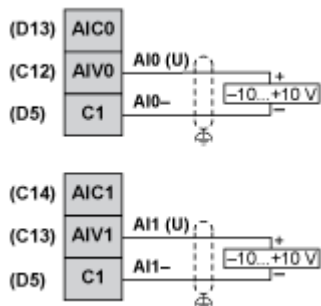 (D13) AIC0
(C12) AIV0 AI0 (U) +
–10...+10 V
(D5) C1 AI0– –
(C14) AIC1
(C13) AIV1 AI1 (U) +
–10...+10 V
(D5) C1 AI1– –